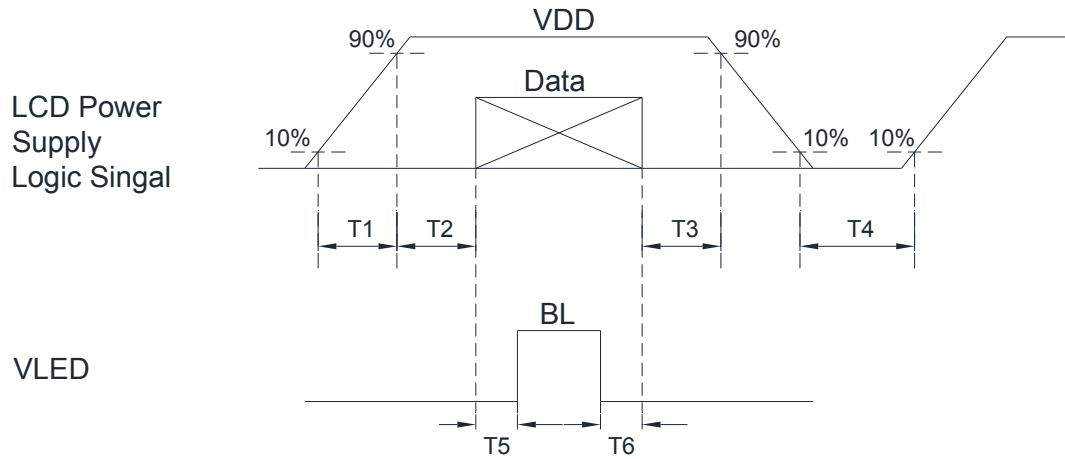 VDD
90%
90%
Data
LCD Power
Supply
Logic Singal
10%
10%
10%
T1
T2
T3
T4
BL
VLED
T5
T6